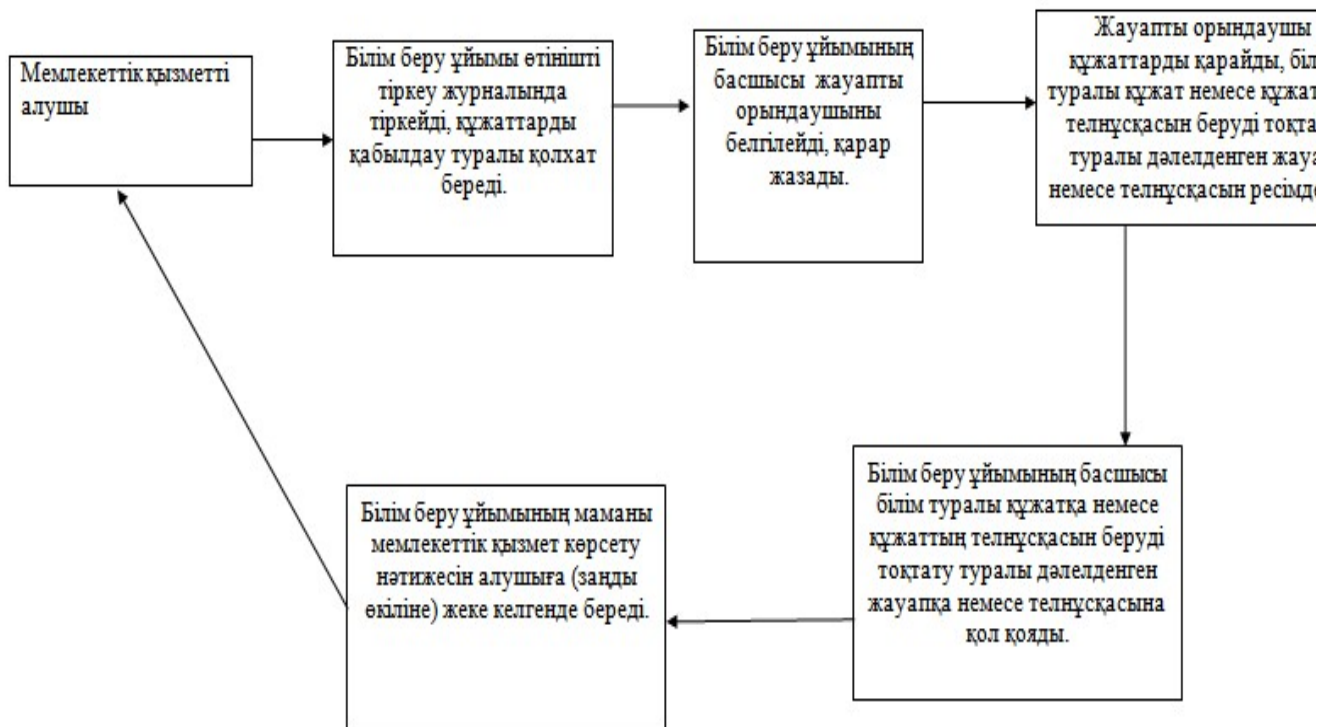 Мемлекеттік қызметті
алушы
Білім беру ұйымы өтінішті
тіркеу журналында
тіркейді, құжаттарды
қабылдау туралы қолхат
береді.
Білім беру ұйымының
басшысы жауапты
орындаушыны
белгілейді, қарар
жазады.
Жауапты орындаушы
құжаттарды қарайды,
туралы құжат немесе
телнұсқасын беруді
туралы дәлелденген
немесе телнұсқасын
Білім беру ұйымының басшысы
білім туралы құжатқа немесе
құжаттың телнұсқасын беруді
тоқтату туралы дәлелденген
жауапқа немесе телнұсқасына
қол қояды.
Білім беру ұйымының маманы
мемлекеттік қызмет көрсету
нәтижесін алушыға (заңды
өкіліне) жеке келгенде береді.